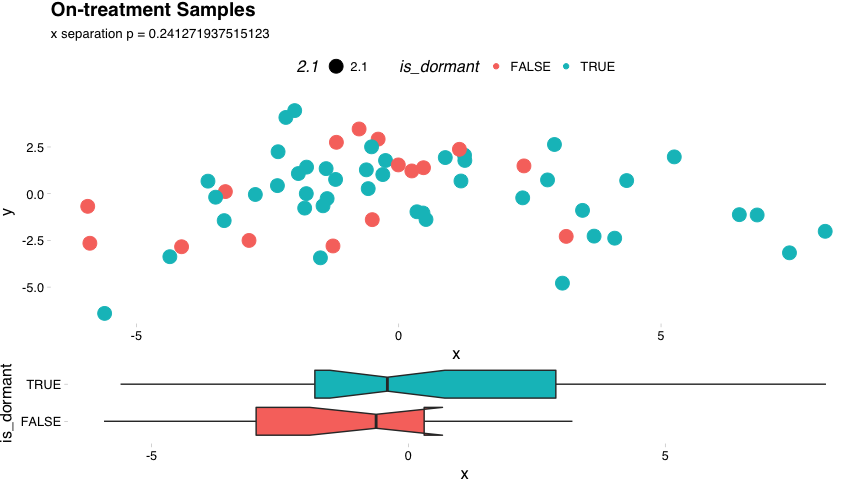 On-treatment Samples
x separation p = 0.241271937515123
2.1 2.1 is_dormant FALSE TRUE
2.5
0.0
-2.5
-5.0
y
-5 0 5
x
is_dormant
TRUE
FALSE
-5 0 5
x